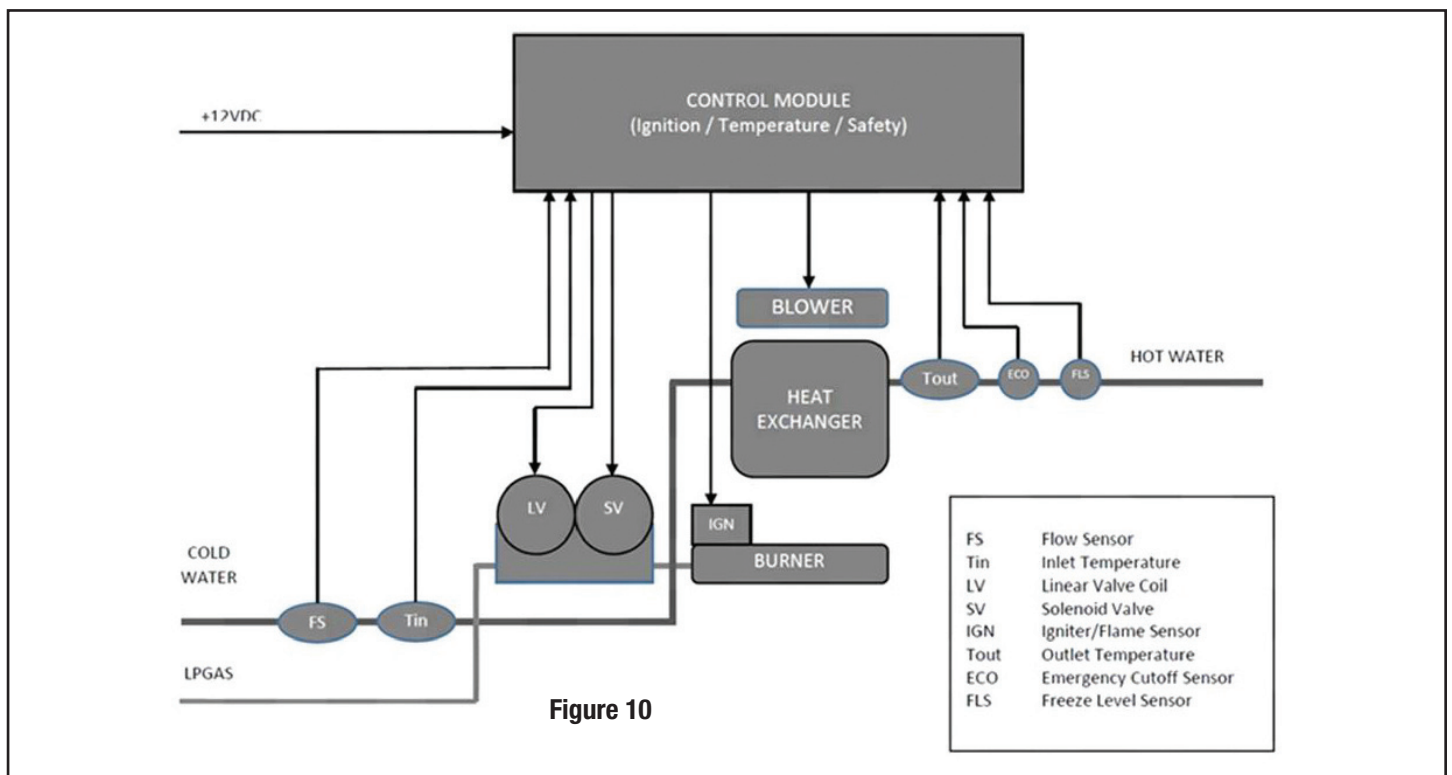 CONTROL MODULE
(Ignition / Temperature / Safety)
+12VDC
BLOWER
HOT WATER
Tout
ECO
FLS
HEAT
EXCHANGER
LV
SV
IGN
BURNER
COLD
WATER
FS
Tin
LPGAS
Figure 10
FS Flow Sensor
Tin Inlet Temperature
LV Linear Valve Coil
SV Solenoid Valve
IGN Igniter/Flame Sensor
Tout Outlet Temperature
ECO Emergency Cutoff Sensor
FLS Freeze Level Sensor